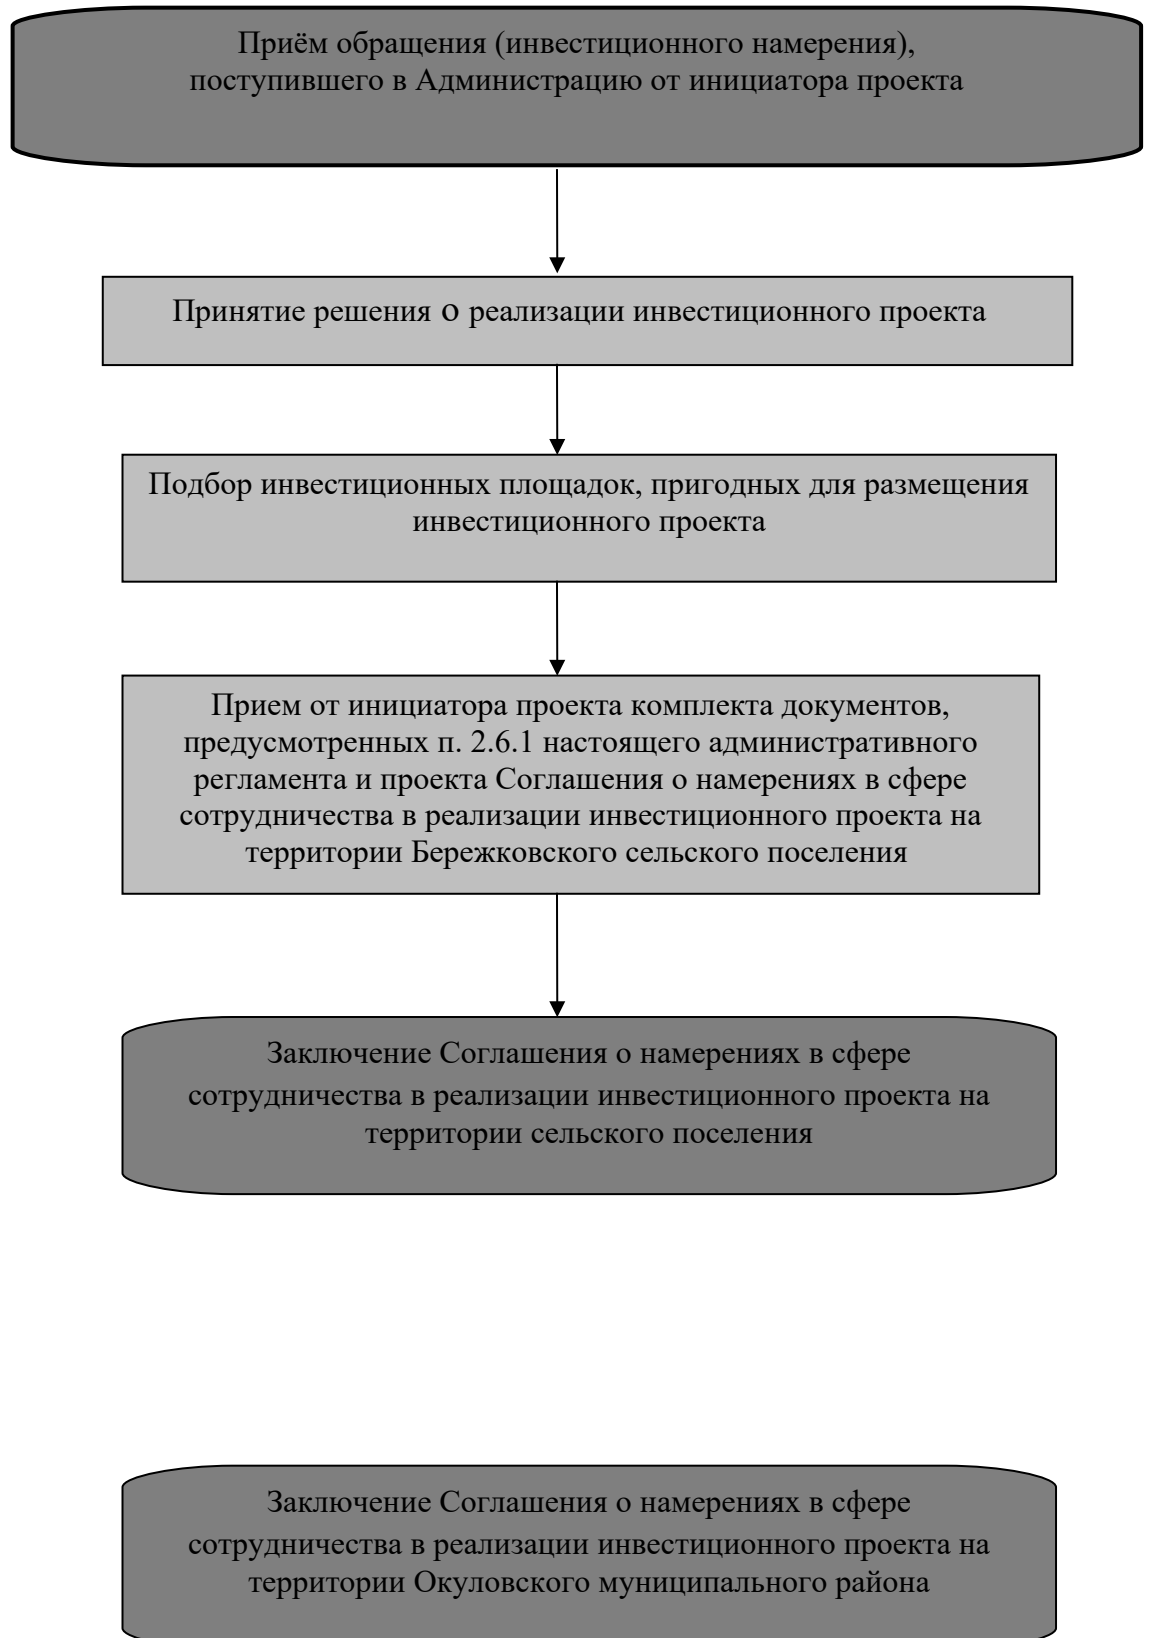 Приём обращения (инвестиционного намерения),
поступившего в Администрацию от инициатора проекта
Принятие решения о реализации инвестиционного проекта
Подбор инвестиционных площадок, пригодных для размещения
инвестиционного проекта
Прием от инициатора проекта комплекта документов,
предусмотренных п. 2.6.1 настоящего административного
регламента и проекта Соглашения о намерениях в сфере
сотрудничества в реализации инвестиционного проекта на
территории Бережковского сельского поселения
Заключение Соглашения о намерениях в сфере
сотрудничества в реализации инвестиционного проекта на
территории сельского поселения
Заключение Соглашения о намерениях в сфере
сотрудничества в реализации инвестиционного проекта на
территории Окуловского муниципального района